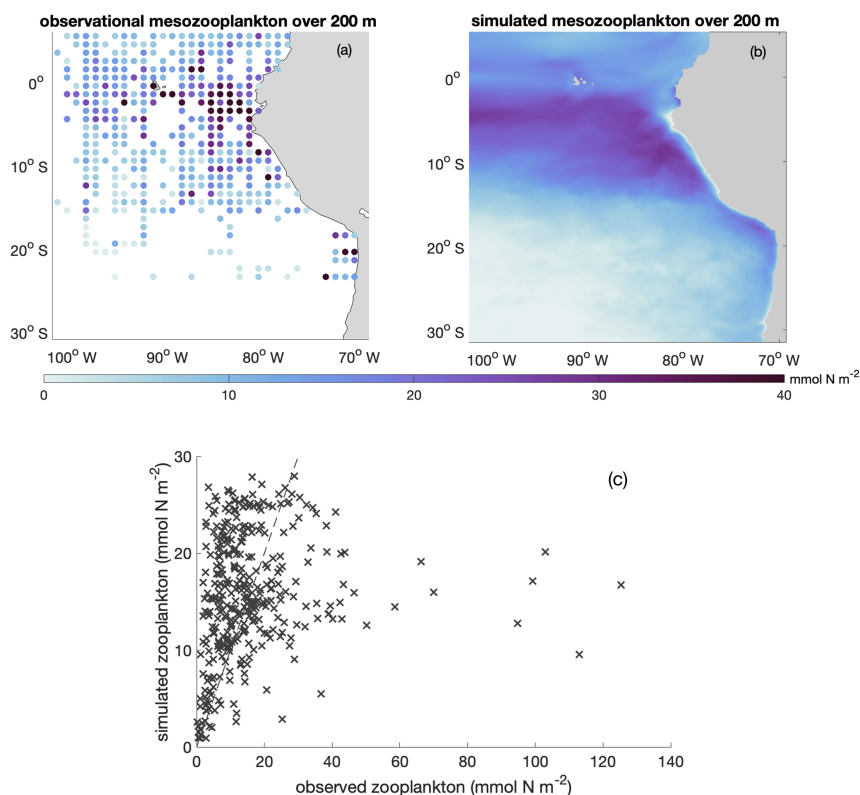 observational mesozooplankton over 200 m
simulated mesozooplankton over 200 m
(a)
(b)
0°
10° S
20° S
30° S
100° W 90° W 80° W 70° W
0°
10° S
20° S
30° S
100° W 90° W 80° W 70° W
0 10 20 30 40
mmol N m⁻²
(c)
simulated zooplankton (mmol N m⁻²)
30
20
10
0
0 20 40 60 80 100 120 140
observed zooplankton (mmol N m⁻²)